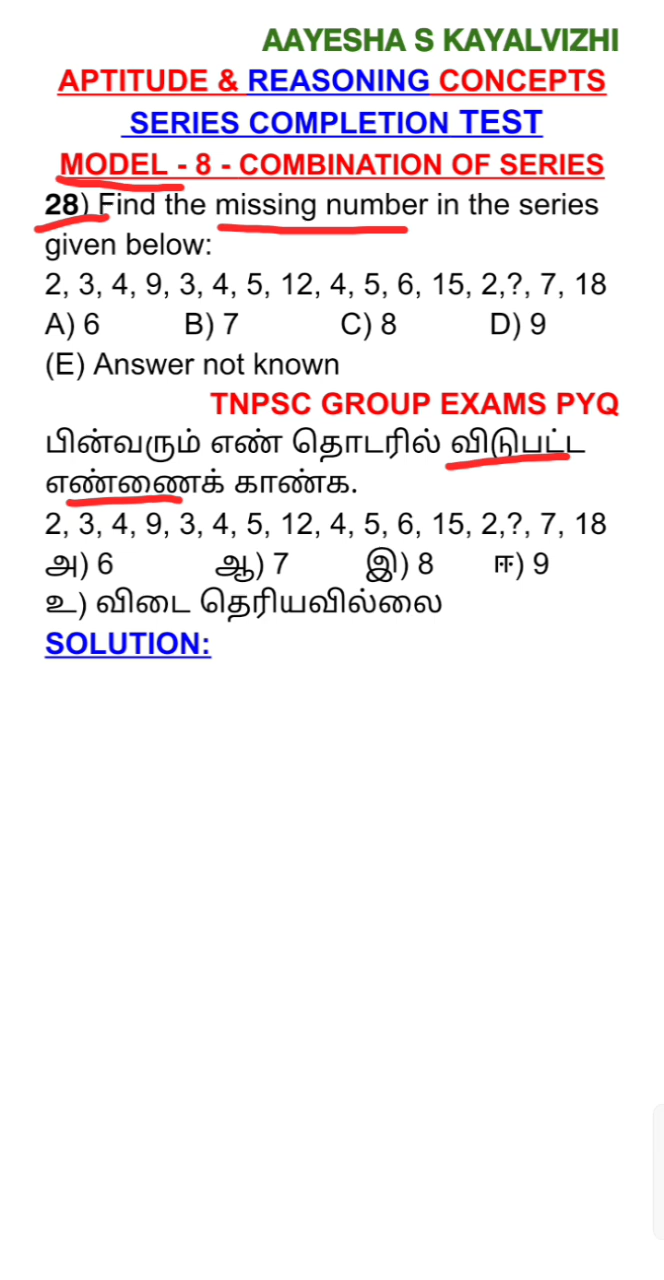 AAYESHA S KAYALVIZHI
APTITUDE & REASONING CONCEPTS
SERIES COMPLETION TEST
MODEL - 8 - COMBINATION OF SERIES
28) Find the missing number in the series
given below:
2, 3, 4, 9, 3, 4, 5, 12, 4, 5, 6, 15, 2,?, 7, 18
A) 6 B) 7 C) 8 D) 9
(E) Answer not known
TNPSC GROUP EXAMS PYQ
பின்வரும் எண் தொடரில் விடுபட்ட
எண்ணைக் காண்க.
2, 3, 4, 9, 3, 4, 5, 12, 4, 5, 6, 15, 2,?, 7, 18
அ) 6 ஆ) 7 இ) 8 ஈ) 9
உ) விடை தெரியவில்லை
SOLUTION: